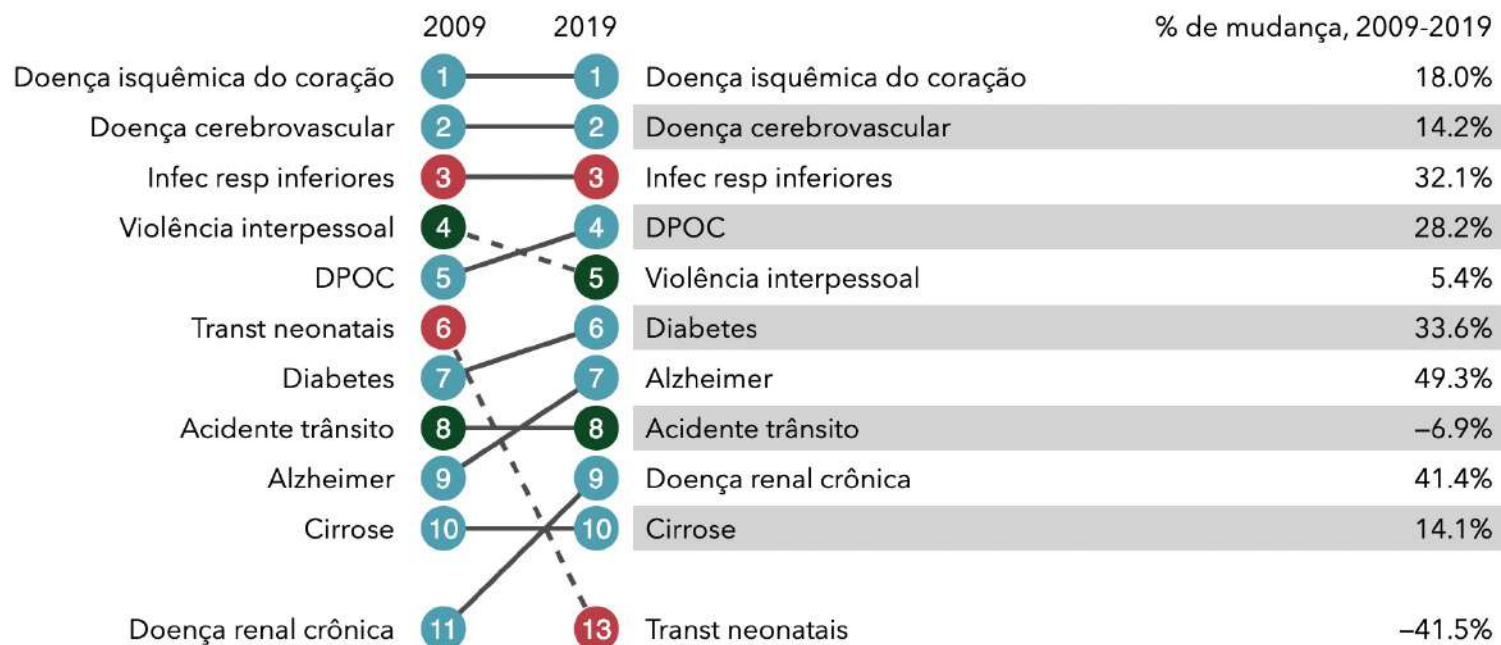 2009 2019 % de mudança, 2009-2019
Doença isquêmica do coração 1 1 Doença isquêmica do coração 18.0%
Doença cerebrovascular 2 2 Doença cerebrovascular 14.2%
Infec resp inferiores 3 3 Infec resp inferiores 32.1%
Violência interpessoal 4 4 DPOC 28.2%
DPOC 5 5 Violência interpessoal 5.4%
Transt neonatais 6 6 Diabetes 33.6%
Diabetes 7 7 Alzheimer 49.3%
Acidente trânsito 8 8 Acidente trânsito –6.9%
Alzheimer 9 9 Doença renal crônica 41.4%
Cirrose 10 10 Cirrose 14.1%
Doença renal crônica 11 13 Transt neonatais –41.5%